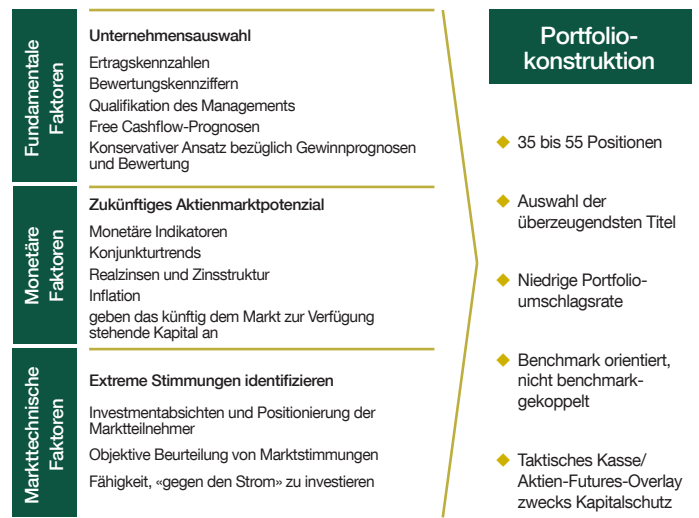 Fundamentale
Faktoren
Unternehmensauswahl
Ertragskennzahlen
Bewertungskennziffern
Qualifikation des Managements
Free Cashflow-Prognosen
Konservativer Ansatz bezüglich Gewinnprognosen
und Bewertung
Monetäre
Faktoren
Zukünftiges Aktienmarktpotenzial
Monetäre Indikatoren
Konjunkturtrends
Realzinsen und Zinsstruktur
Inflation
geben das künftig dem Markt zur Verfügung
stehende Kapital an
Markttechnische
Faktoren
Extreme Stimmungen identifizieren
Investmentabsichten und Positionierung der
Marktteilnehmer
Objektive Beurteilung von Marktstimmungen
Fähigkeit, «gegen den Strom» zu investieren
Portfolio-
konstruktion
35 bis 55 Positionen
Auswahl der
überzeugendsten Titel
Niedrige Portfolio-
umschlagsrate
Benchmark orientiert,
nicht benchmark-
gekoppelt
Taktisches Kasse/
Aktien-Futures-Overlay
zwecks Kapitalschutz